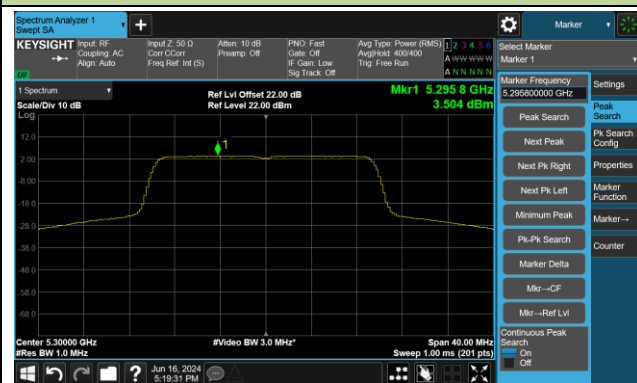 Spectrum Analyzer 1
Swept SA
+
Marker
KEYSIGHT
Input: RF
Coupling: AC
Align: Auto
Input Z: 50 Ω
Corr CCorr
Freq Ref: Int (S)
Atten: 10 dB
Preamp: Off
PNO: Fast
Gate: Off
IF Gain: Low
Sig Track: Off
Avg Type: Power (RMS)
Avg|Hold: 400/400
Trig: Free Run
1 2 3 4 5 6
A W W W W W
A N N N N N
LXI
Select Marker
Marker 1
1 Spectrum
Scale/Div 10 dB
Log
Ref Lvl Offset 22.00 dB
Ref Level 22.00 dBm
Mkr1 5.295 8 GHz
3.504 dBm
12.0
2.00
-8.00
-18.0
-28.0
-38.0
-48.0
-58.0
-68.0
1
Center 5.30000 GHz
#Res BW 1.0 MHz
#Video BW 3.0 MHz*
Span 40.00 MHz
Sweep 1.00 ms (201 pts)
Marker Frequency
5.295800000 GHz
Peak Search
Next Peak
Next Pk Right
Next Pk Left
Minimum Peak
Pk-Pk Search
Marker Delta
Mkr→CF
Mkr→Ref Lvl
Continuous Peak
Search
On
Off
Settings
Peak
Search
Pk Search
Config
Properties
Marker
Function
Marker→
Counter
?
Jun 16, 2024
5:19:31 PM